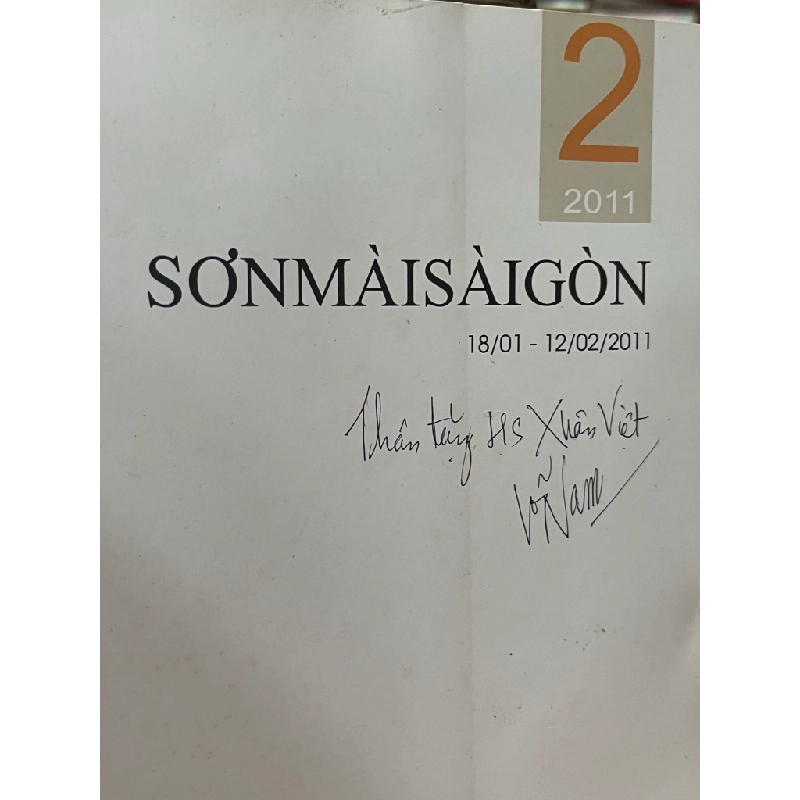 2
2011
SƠNMÀISÀIGÒN
18/01 - 12/02/2011
Thân tặng HS Xuân Việt
Võ Nam